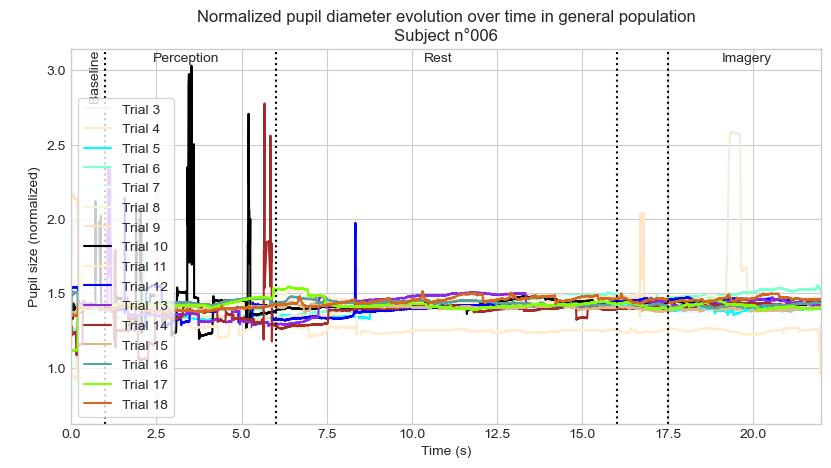 Normalized pupil diameter evolution over time in general population
Subject n°006
Baseline
Perception
Rest
Imagery
Pupil size (normalized)
3.0
2.5
2.0
1.5
1.0
Trial 3
Trial 4
Trial 5
Trial 6
Trial 7
Trial 8
Trial 9
Trial 10
Trial 11
Trial 12
Trial 13
Trial 14
Trial 15
Trial 16
Trial 17
Trial 18
0.0 2.5 5.0 7.5 10.0 12.5 15.0 17.5 20.0
Time (s)